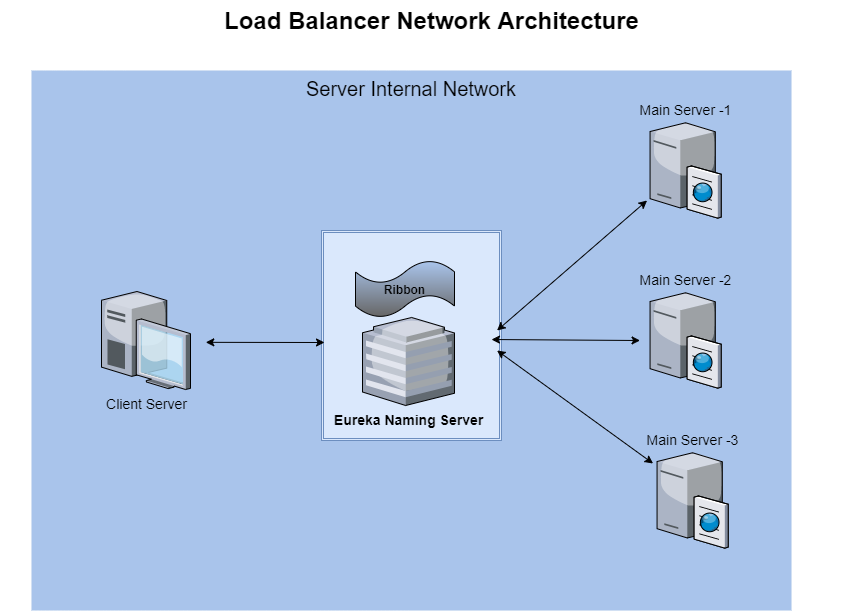 Load Balancer Network Architecture
Server Internal Network
Main Server -1
Ribbon
Main Server -2
Client Server
Eureka Naming Server
Main Server -3